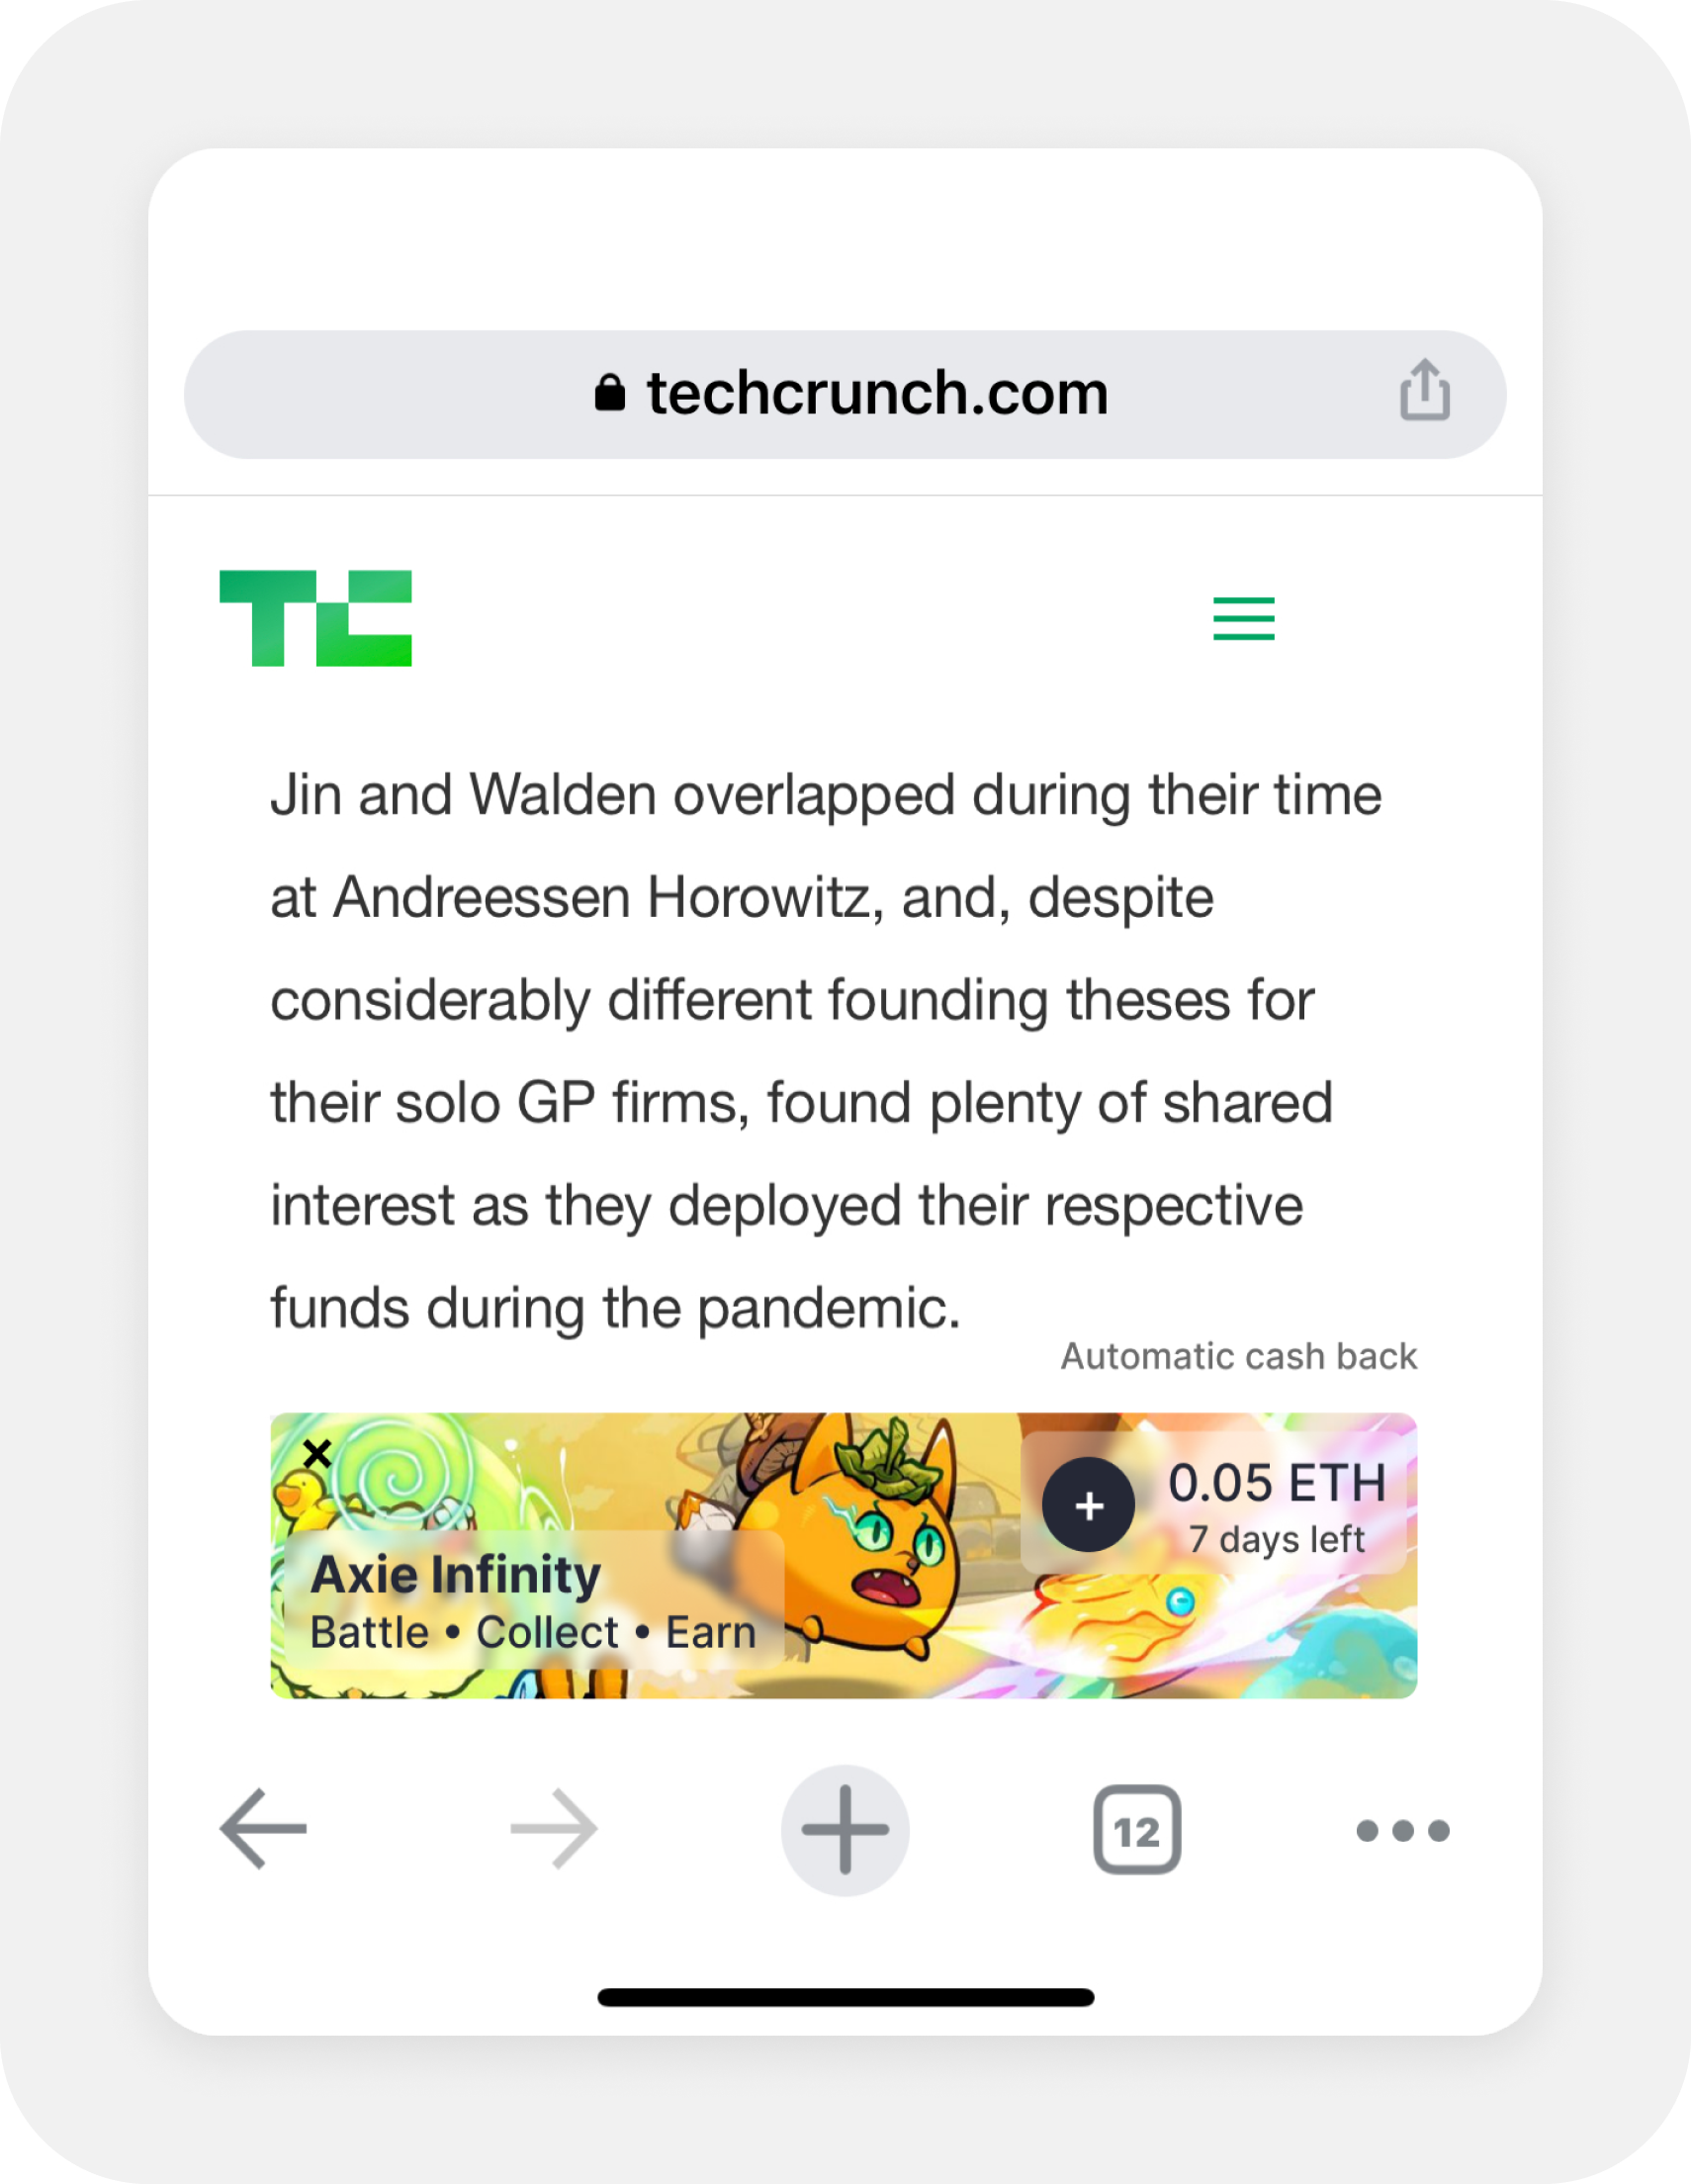 techcrunch.com
TC
Jin and Walden overlapped during their time
at Andreessen Horowitz, and, despite
considerably different founding theses for
their solo GP firms, found plenty of shared
interest as they deployed their respective
funds during the pandemic.
Automatic cash back
0.05 ETH
7 days left
Axie Infinity
Battle • Collect • Earn
12